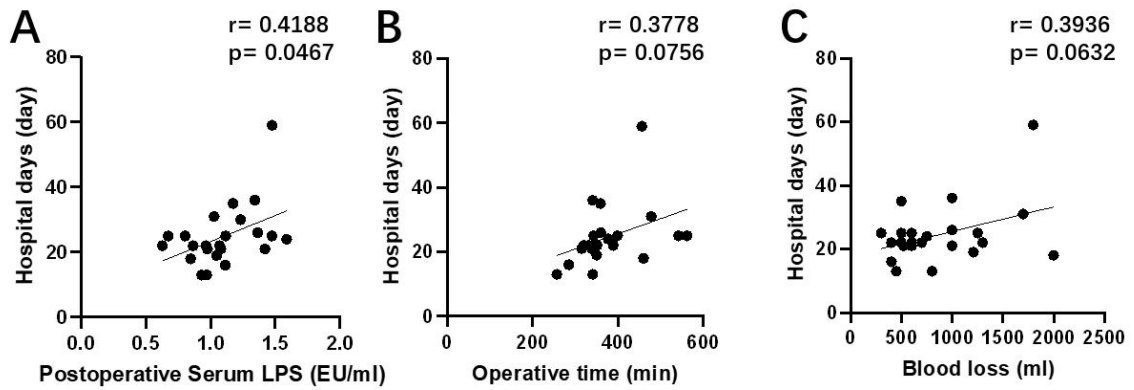 A
r= 0.4188
p= 0.0467
Hospital days (day)
80
60
40
20
0
0.0 0.5 1.0 1.5 2.0
Postoperative Serum LPS (EU/ml)
B
r= 0.3778
p= 0.0756
Hospital days (day)
80
60
40
20
0
0 200 400 600
Operative time (min)
C
r= 0.3936
p= 0.0632
Hospital days (day)
80
60
40
20
0
0 500 1000 1500 2000 2500
Blood loss (ml)